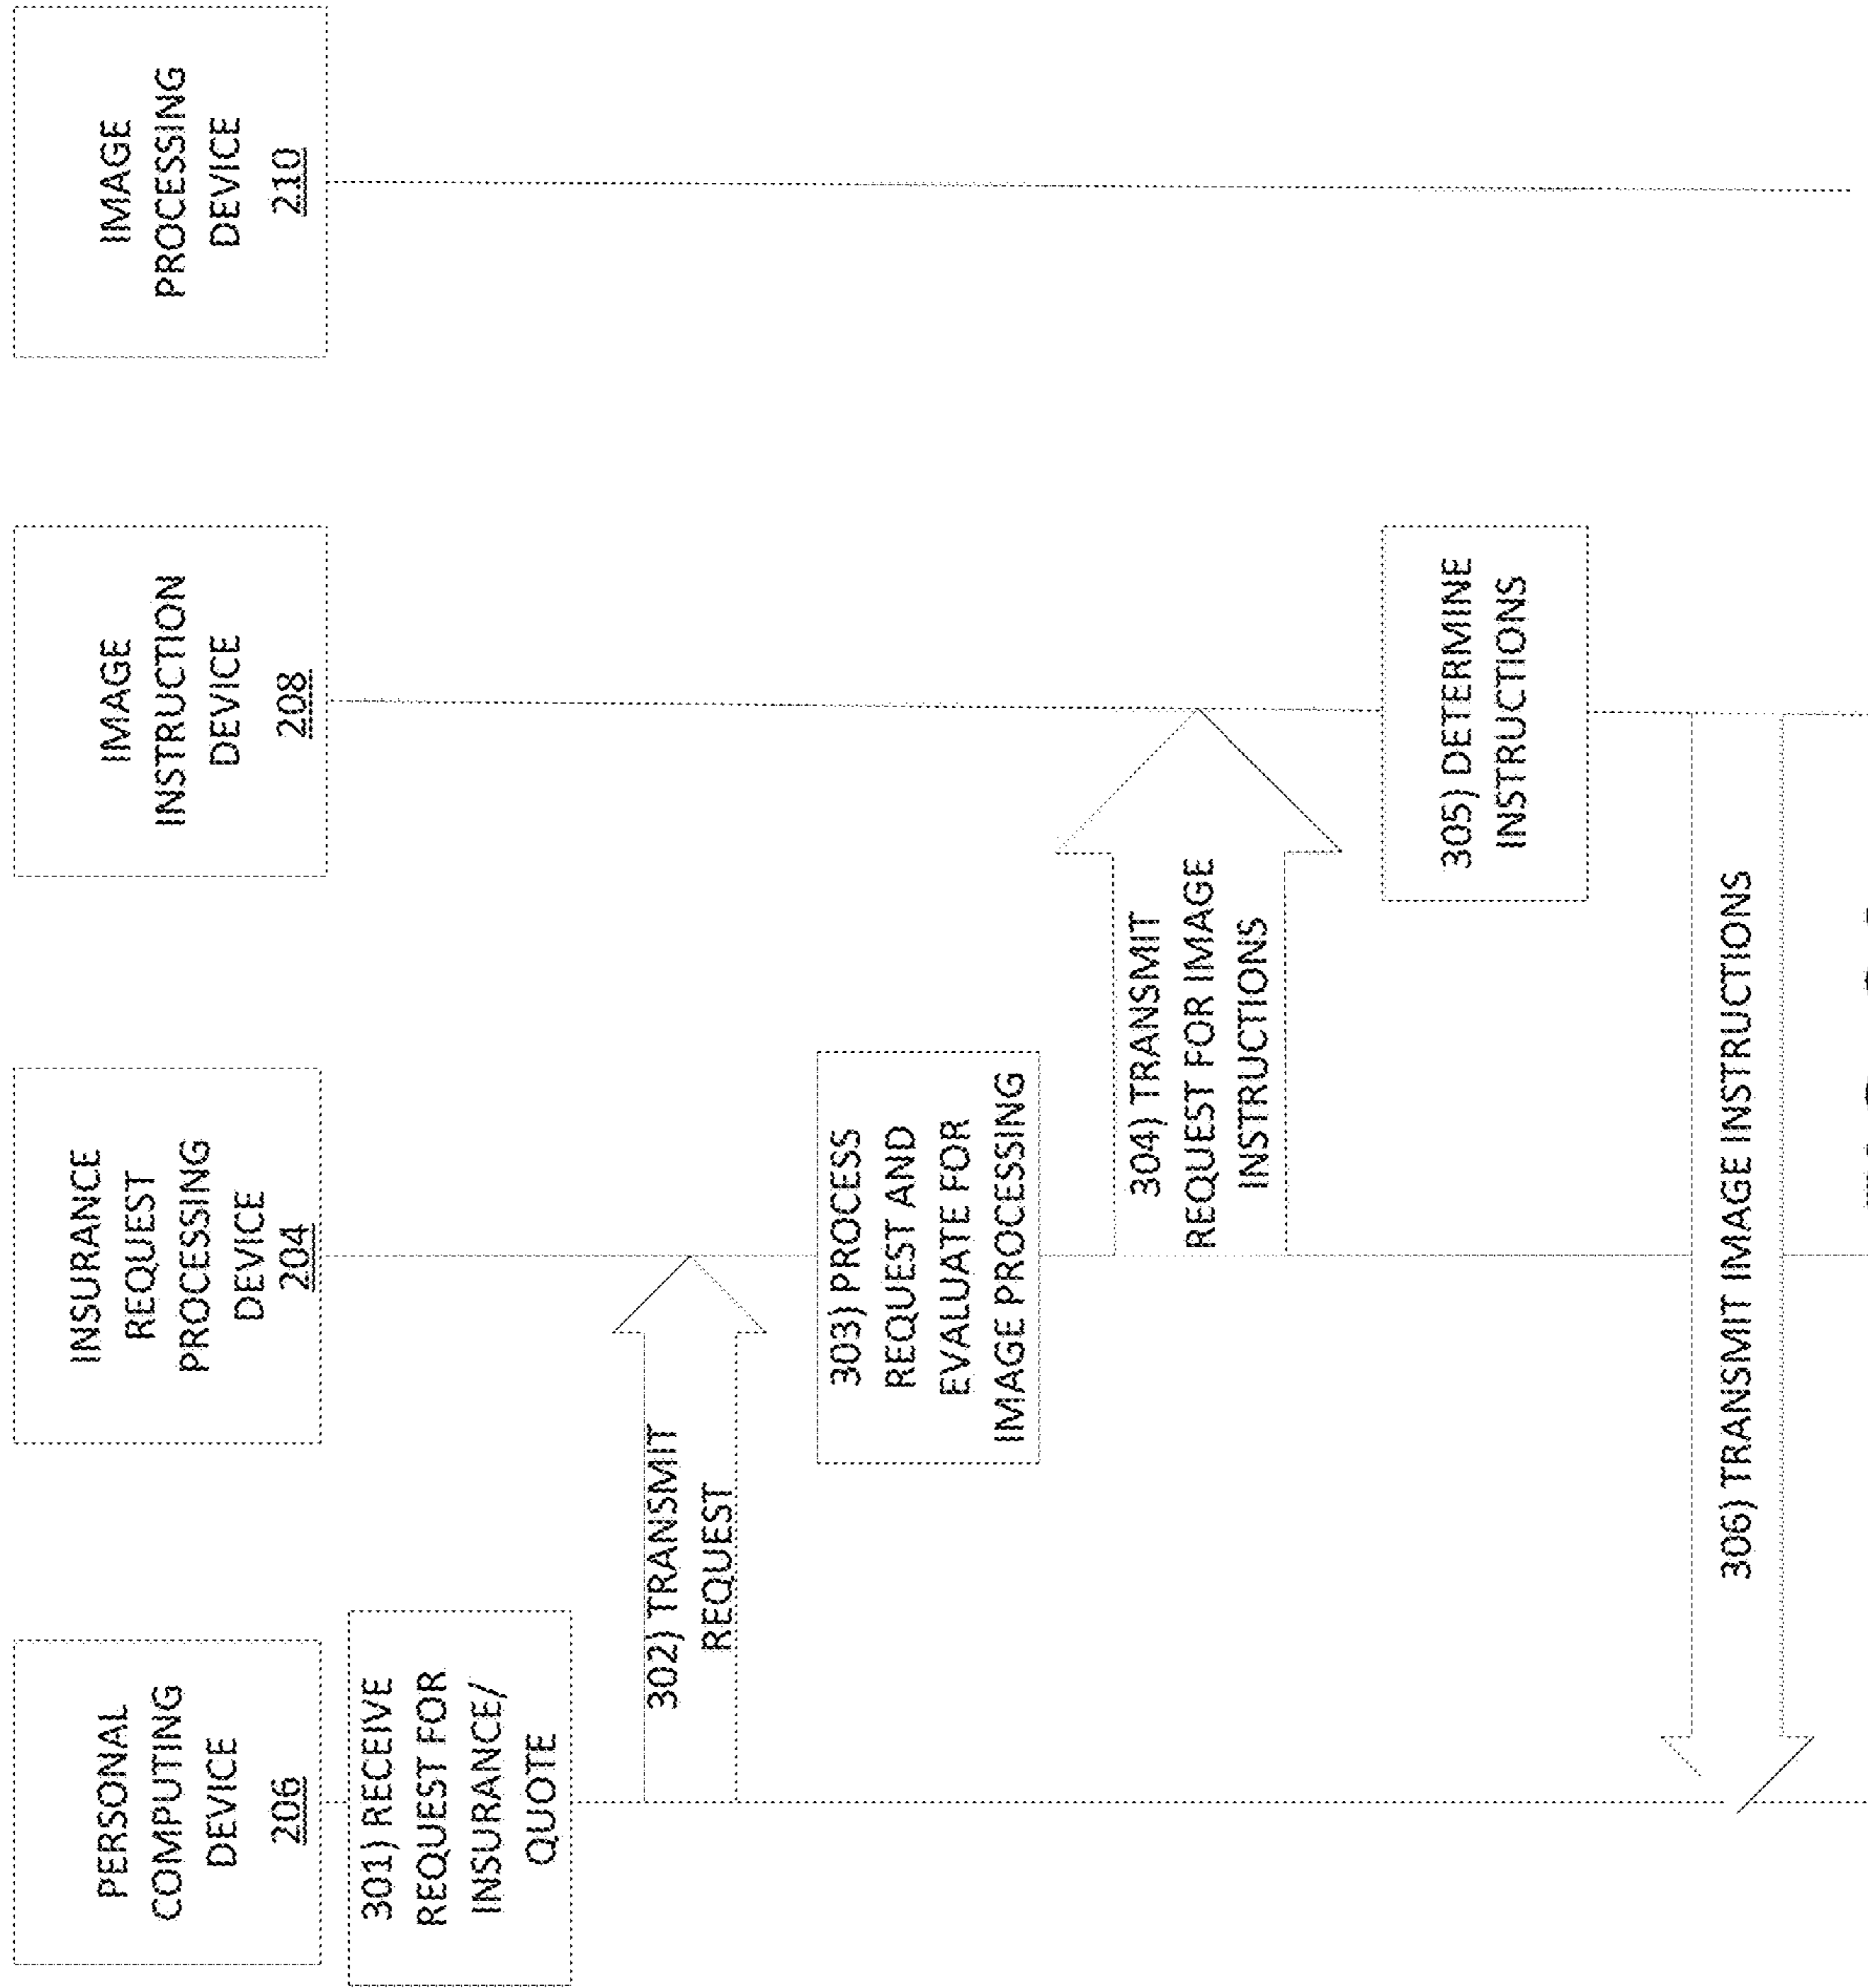 PERSONAL
COMPUTING
DEVICE
206
INSURANCE
REQUEST
PROCESSING
DEVICE
204
IMAGE
INSTRUCTION
DEVICE
208
IMAGE
PROCESSING
DEVICE
210
301) RECEIVE
REQUEST FOR
INSURANCE/
QUOTE
302) TRANSMIT
REQUEST
303) PROCESS
REQUEST AND
EVALUATE FOR
IMAGE PROCESSING
304) TRANSMIT
REQUEST FOR IMAGE
INSTRUCTIONS
305) DETERMINE
INSTRUCTIONS
306) TRANSMIT IMAGE INSTRUCTIONS